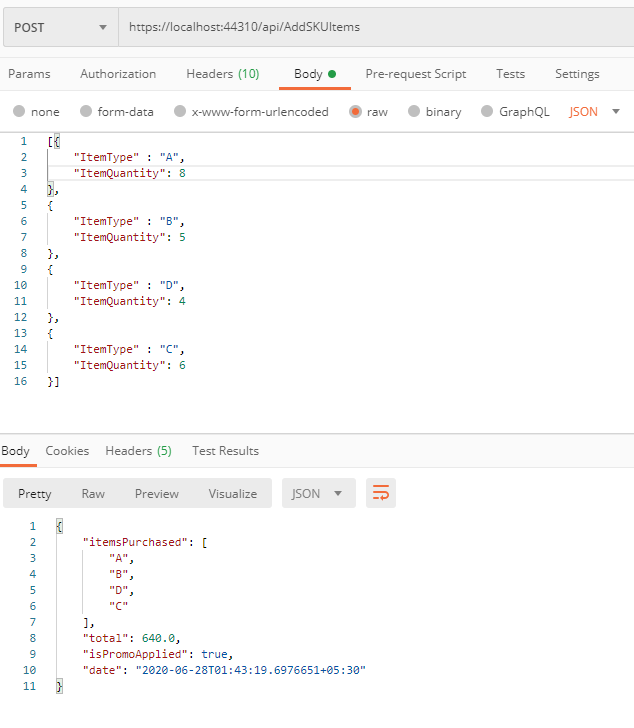 POST https://localhost:44310/api/AddSKUItems
Params Authorization Headers (10) Body Pre-request Script Tests Settings
none form-data x-www-form-urlencoded raw binary GraphQL JSON
1 [{
2 "ItemType" : "A",
3 "ItemQuantity": 8
4 },
5 {
6 "ItemType" : "B",
7 "ItemQuantity": 5
8 },
9 {
10 "ItemType" : "D",
11 "ItemQuantity": 4
12 },
13 {
14 "ItemType" : "C",
15 "ItemQuantity": 6
16 }]
Body Cookies Headers (5) Test Results
Pretty Raw Preview Visualize JSON
1 {
2 "itemsPurchased": [
3 "A",
4 "B",
5 "D",
6 "C"
7 ],
8 "total": 640.0,
9 "isPromoApplied": true,
10 "date": "2020-06-28T01:43:19.6976651+05:30"
11 }